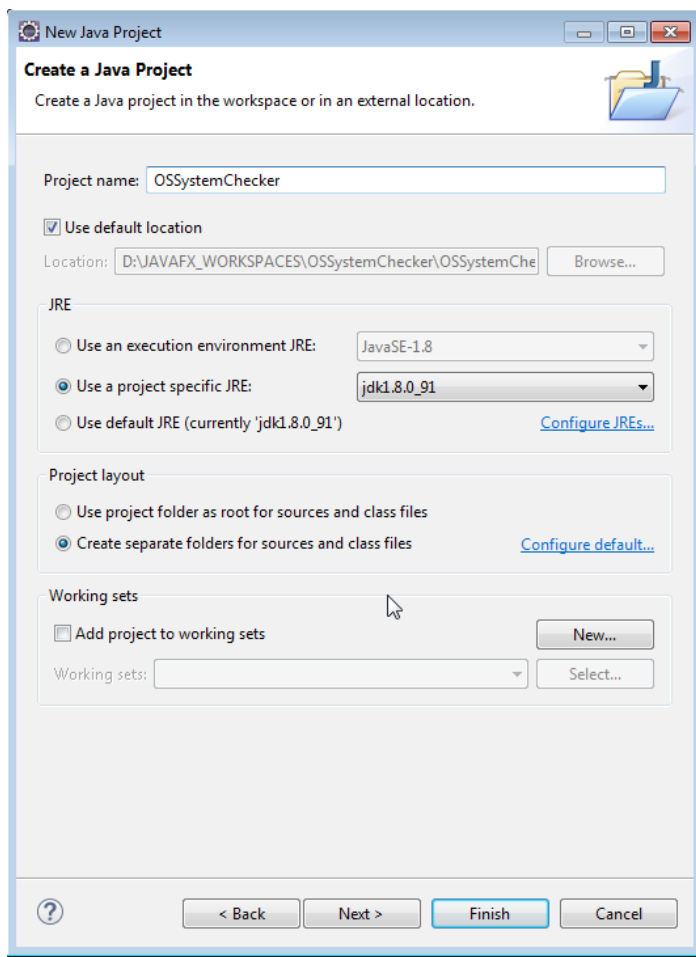 New Java Project
Create a Java Project
Create a Java project in the workspace or in an external location.
Project name: OSSystemChecker
Use default location
Location: D:\JAVAFX_WORKSPACES\OSSystemChecker\OSSystemChe Browse...
JRE
Use an execution environment JRE: JavaSE-1.8
Use a project specific JRE: jdk1.8.0_91
Use default JRE (currently 'jdk1.8.0_91') Configure JREs...
Project layout
Use project folder as root for sources and class files
Create separate folders for sources and class files Configure default...
Working sets
Add project to working sets New...
Working sets: Select...
? < Back Next > Finish Cancel